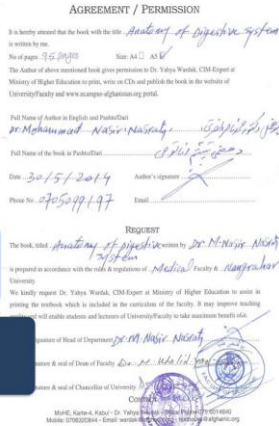 AGREEMENT / PERMISSION
It is hereby attested that the book with the title Anatomy of Digestive system
is written by me.
No of pages: 95 pages Size: A4 A5
The Author of above mentioned book gives permission to Dr. Yahya Wardak, CIM-Expert at
Ministry of Higher Education to print, write on CDs and publish the book in the website of
University/Faculty and www.ecampus-afghanistan.org portal.
Full Name of Author in English and Pashto/Dari
Dr. Mohammad Nasir Nasraty
Full Name of the book in Pashto/Dari
Date 30/5/2014 Author's signature
Phone No 0705099197 Email
REQUEST
The book, titled Anatomy of Digestive system written by Dr M. Nasir Nasraty
is prepared in accordance with the rules & regulations of Medical Faculty & Nangrahar
University
We kindly request Dr. Yahya Wardak, CIM-Expert at Ministry of Higher Education to assist in
printing the textbook which is included in the curriculum of the faculty. It may improve teaching
and will enable students and lecturers of University/Faculty to take maximum benefit of it.
signature of Head of Department Dr M Nasir Nasraty
& seal of Dean of Faculty Dr. M. Khalid
& seal of Chancellor of University
MoHE, Karte-4, Kabul - Dr. Yahya